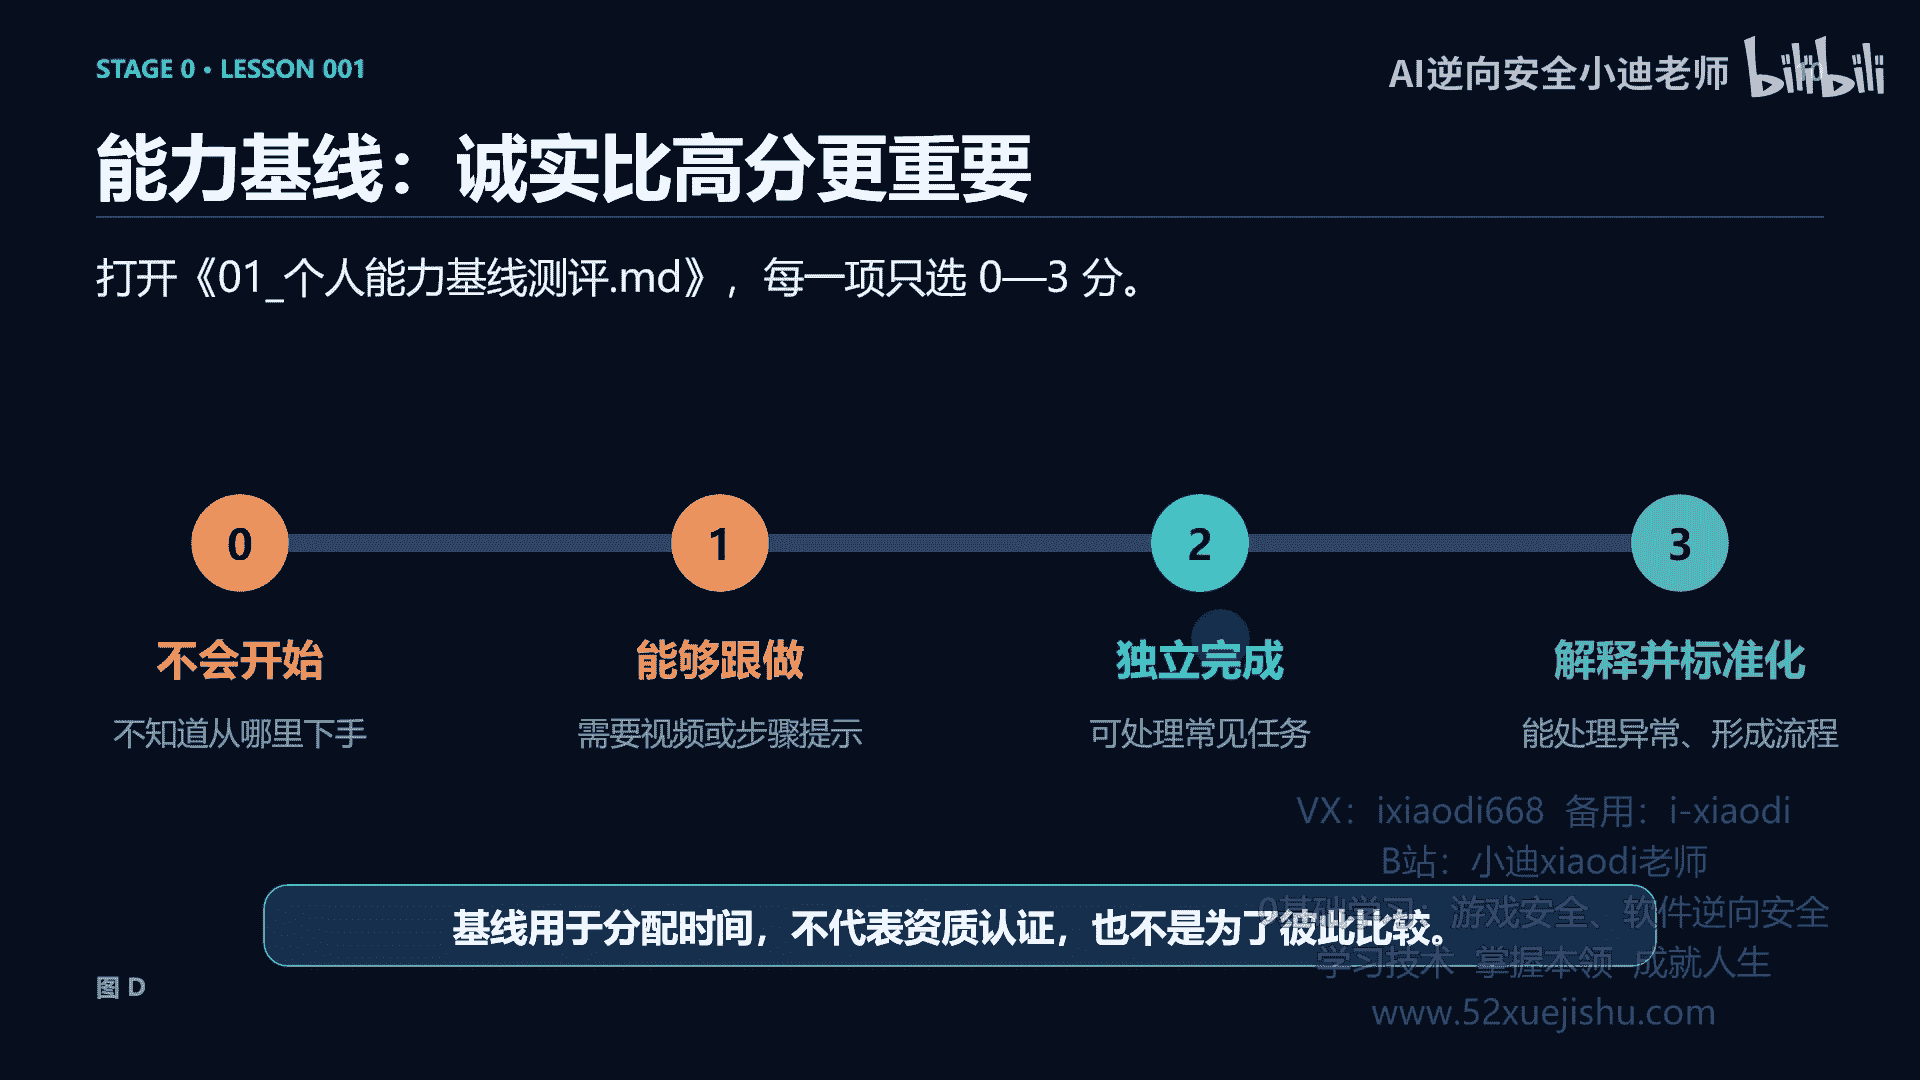 STAGE 0 • LESSON 001
AI逆向安全小迪老师 bilibili
能力基线：诚实比高分更重要
打开《01_个人能力基线测评.md》，每一项只选 0—3 分。
0 1 2 3
不会开始 能够跟做 独立完成 解释并标准化
不知道从哪里下手 需要视频或步骤提示 可处理常见任务 能处理异常、形成流程
VX：ixiaodi668 备用：i-xiaodi
B站：小迪xiaodi老师
0基础学习：游戏安全、软件逆向安全
基线用于分配时间，不代表资质认证，也不是为了彼此比较。
学习技术 掌握本领 成就人生
图 D
www.52xuejishu.com